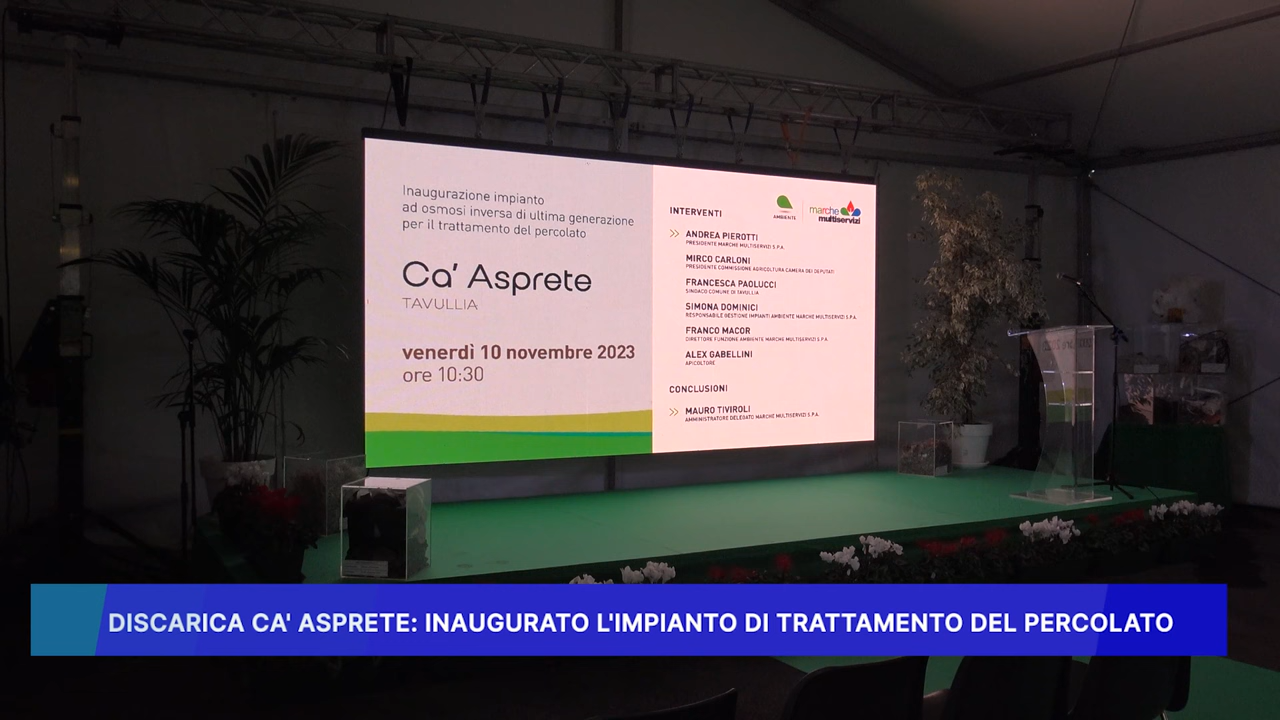 Inaugurazione impianto
ad osmosi inversa di ultima generazione
per il trattamento del percolato
Ca' Asprete
TAVULLIA
venerdì 10 novembre 2023
ore 10:30
AMBIENTE
marche
multiservizi
INTERVENTI
ANDREA PIEROTTI
PRESIDENTE MARCHE MULTISERVIZI S.P.A.
MIRCO CARLONI
PRESIDENTE COMMISSIONE AGRICOLTURA CAMERA DEI DEPUTATI
FRANCESCA PAOLUCCI
SINDACO COMUNE DI TAVULLIA
SIMONA DOMINICI
RESPONSABILE GESTIONE IMPIANTI AMBIENTE MARCHE MULTISERVIZI S.P.A.
FRANCO MACOR
DIRETTORE FUNZIONE AMBIENTE MARCHE MULTISERVIZI S.P.A.
ALEX GABELLINI
APICOLTORE
CONCLUSIONI
MAURO TIVIROLI
AMMINISTRATORE DELEGATO MARCHE MULTISERVIZI S.P.A.
DISCARICA CA' ASPRETE: INAUGURATO L'IMPIANTO DI TRATTAMENTO DEL PERCOLATO